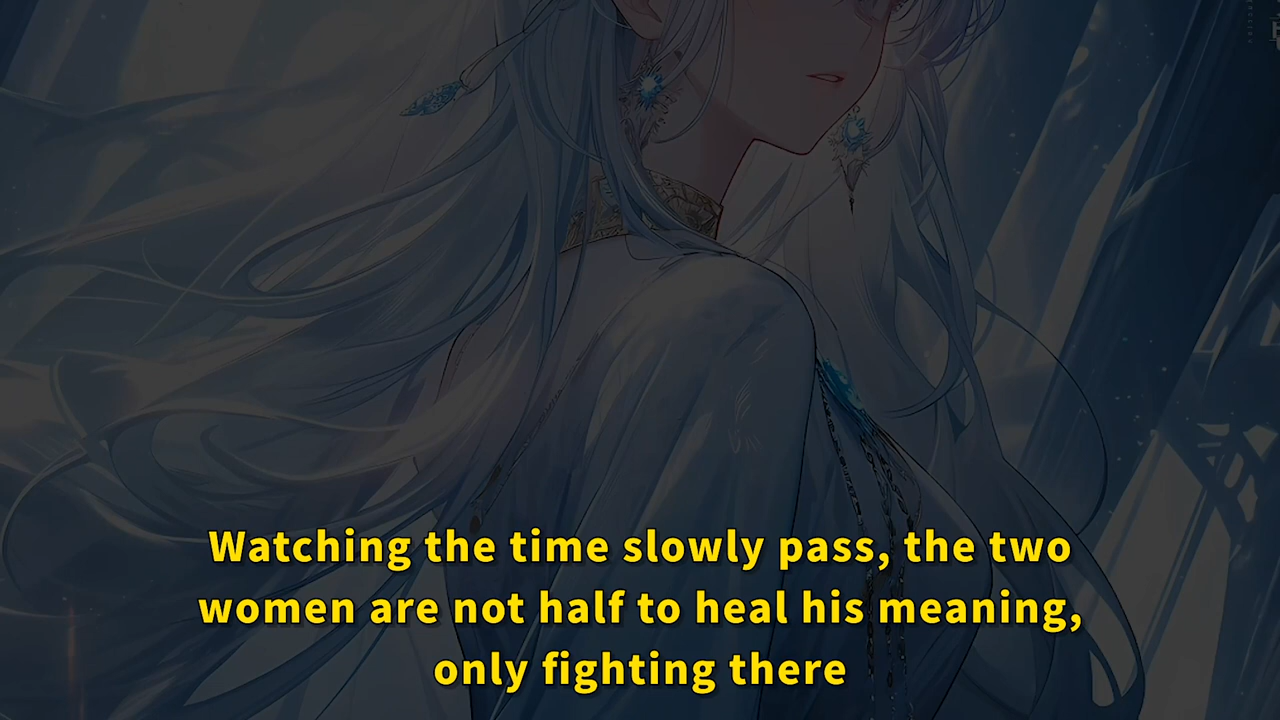 Watching the time slowly pass, the two
women are not half to heal his meaning,
only fighting there